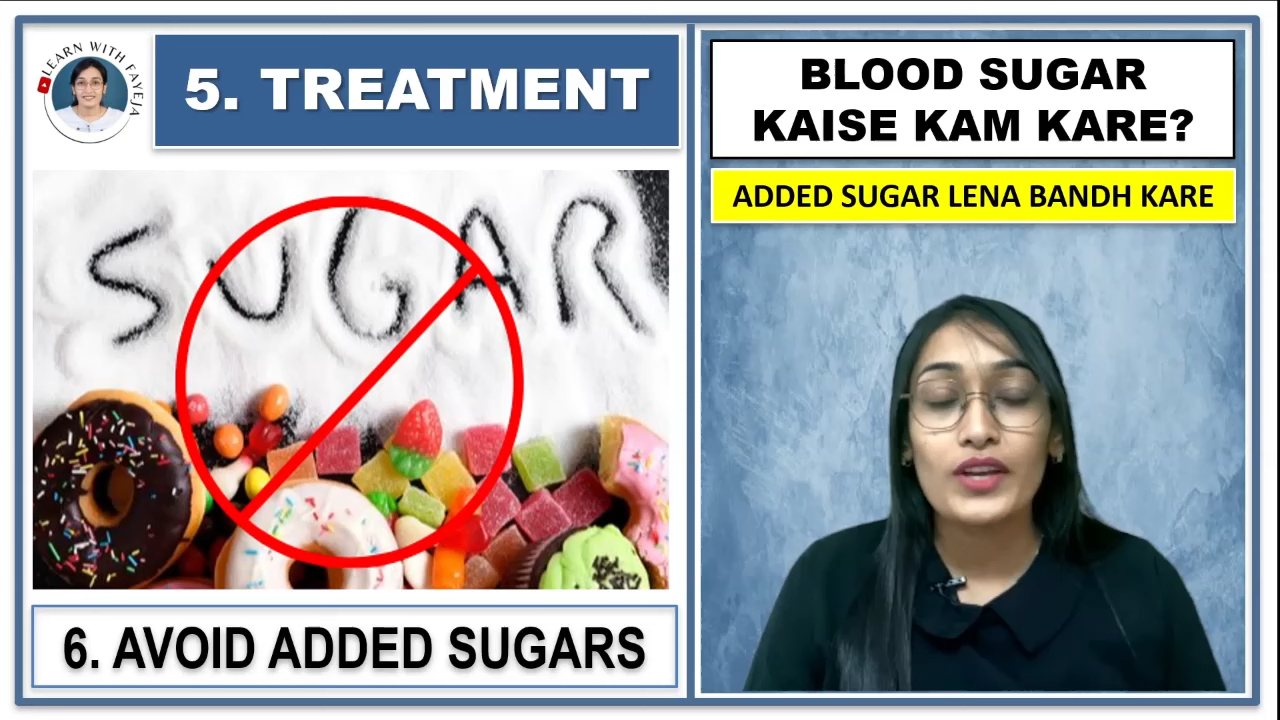 LEARN WITH FAYEJA
5. TREATMENT
SUGAR
6. AVOID ADDED SUGARS
BLOOD SUGAR
KAISE KAM KARE?
ADDED SUGAR LENA BANDH KARE